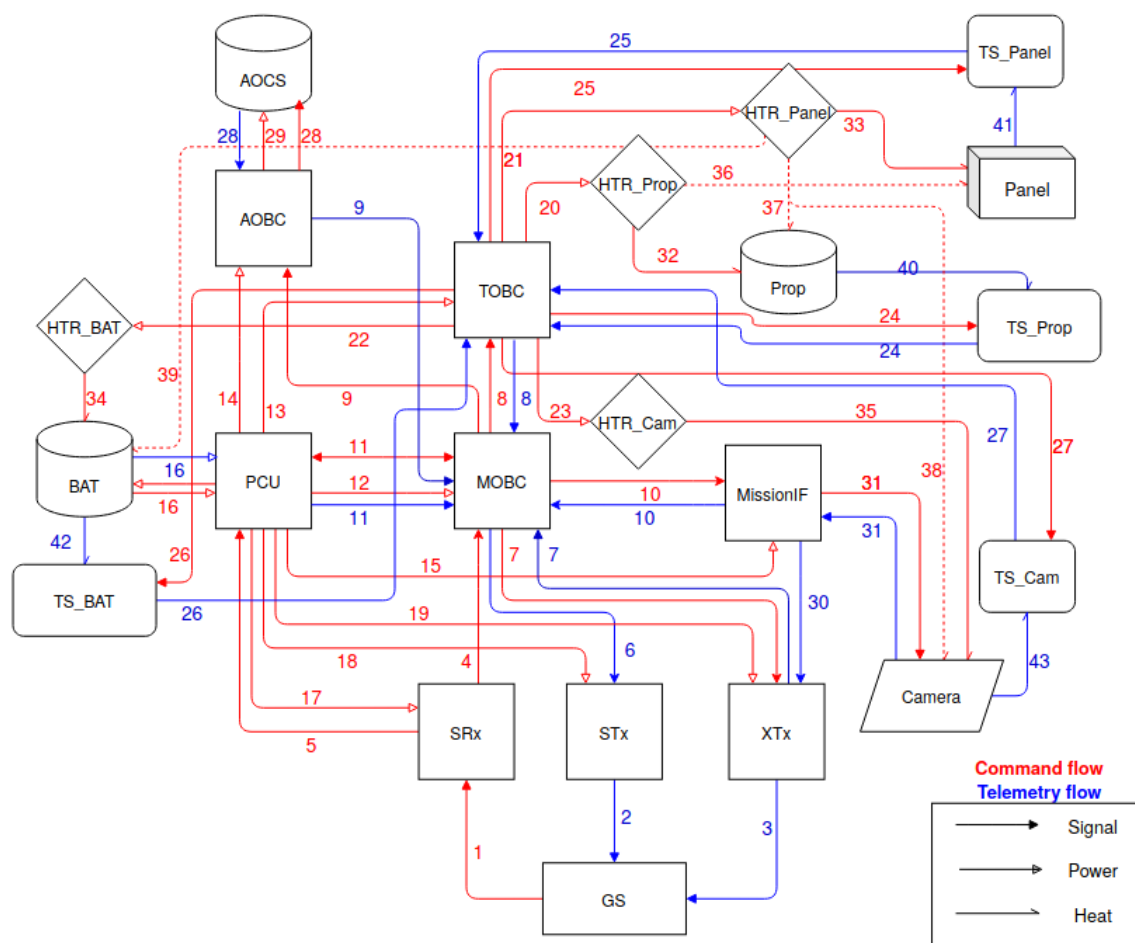 25
TS_Panel
AOCS
25
HTR_Panel
33
41
28
29
28
21
HTR_Prop
36
Panel
20
37
AOBC
9
32
40
TOBC
Prop
HTR_BAT
24
TS_Prop
22
24
39
14
13
9
8
8
23
HTR_Cam
35
34
27
27
11
38
16
BAT
PCU
12
MOBC
MissionIF
31
16
10
11
10
31
42
26
7
7
15
TS_BAT
26
TS_Cam
19
30
18
4
6
43
17
Camera
SRx
STx
XTx
5
Command flow
Telemetry flow
2
3
Signal
1
Power
GS
Heat